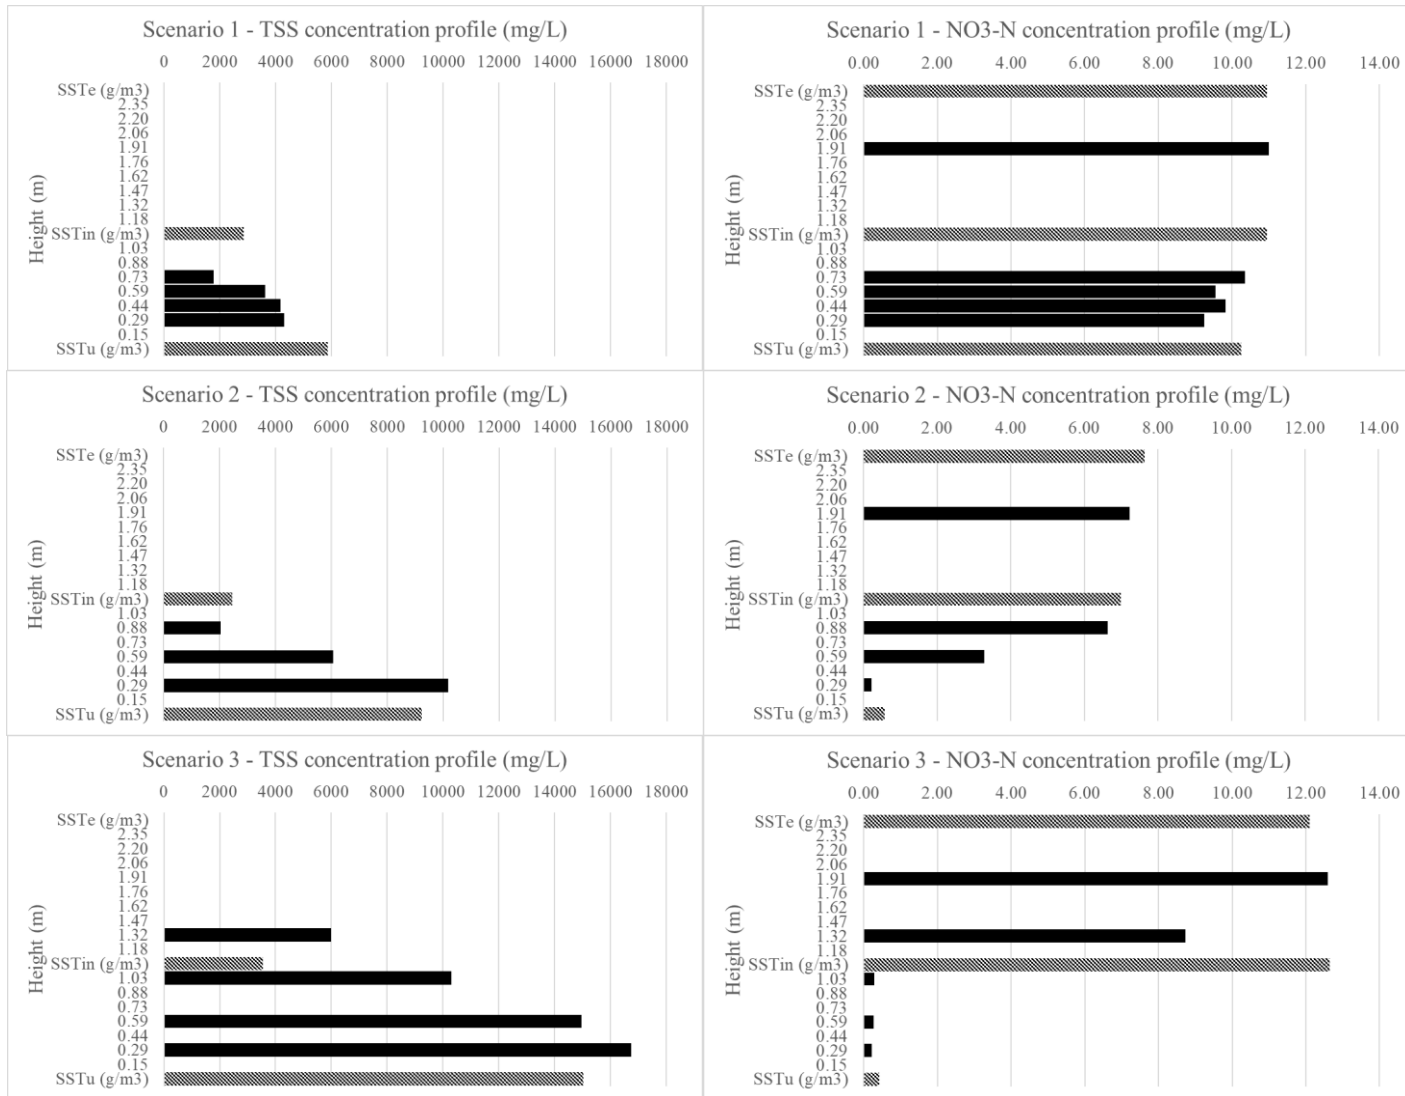 Scenario 1 - TSS concentration profile (mg/L)
0 2000 4000 6000 8000 10000 12000 14000 16000 18000
Height (m)
SSTe (g/m3)
2.35
2.20
2.06
1.91
1.76
1.62
1.47
1.32
1.18
SSTin (g/m3)
1.03
0.88
0.73
0.59
0.44
0.29
0.15
SSTu (g/m3)
Scenario 1 - NO3-N concentration profile (mg/L)
0.00 2.00 4.00 6.00 8.00 10.00 12.00 14.00
Height (m)
SSTe (g/m3)
2.35
2.20
2.06
1.91
1.76
1.62
1.47
1.32
1.18
SSTin (g/m3)
1.03
0.88
0.73
0.59
0.44
0.29
0.15
SSTu (g/m3)
Scenario 2 - TSS concentration profile (mg/L)
0 2000 4000 6000 8000 10000 12000 14000 16000 18000
Height (m)
SSTe (g/m3)
2.35
2.20
2.06
1.91
1.76
1.62
1.47
1.32
1.18
SSTin (g/m3)
1.03
0.88
0.73
0.59
0.44
0.29
0.15
SSTu (g/m3)
Scenario 2 - NO3-N concentration profile (mg/L)
0.00 2.00 4.00 6.00 8.00 10.00 12.00 14.00
Height (m)
SSTe (g/m3)
2.35
2.20
2.06
1.91
1.76
1.62
1.47
1.32
1.18
SSTin (g/m3)
1.03
0.88
0.73
0.59
0.44
0.29
0.15
SSTu (g/m3)
Scenario 3 - TSS concentration profile (mg/L)
0 2000 4000 6000 8000 10000 12000 14000 16000 18000
Height (m)
SSTe (g/m3)
2.35
2.20
2.06
1.91
1.76
1.62
1.47
1.32
1.18
SSTin (g/m3)
1.03
0.88
0.73
0.59
0.44
0.29
0.15
SSTu (g/m3)
Scenario 3 - NO3-N concentration profile (mg/L)
0.00 2.00 4.00 6.00 8.00 10.00 12.00 14.00
Height (m)
SSTe (g/m3)
2.35
2.20
2.06
1.91
1.76
1.62
1.47
1.32
1.18
SSTin (g/m3)
1.03
0.88
0.73
0.59
0.44
0.29
0.15
SSTu (g/m3)